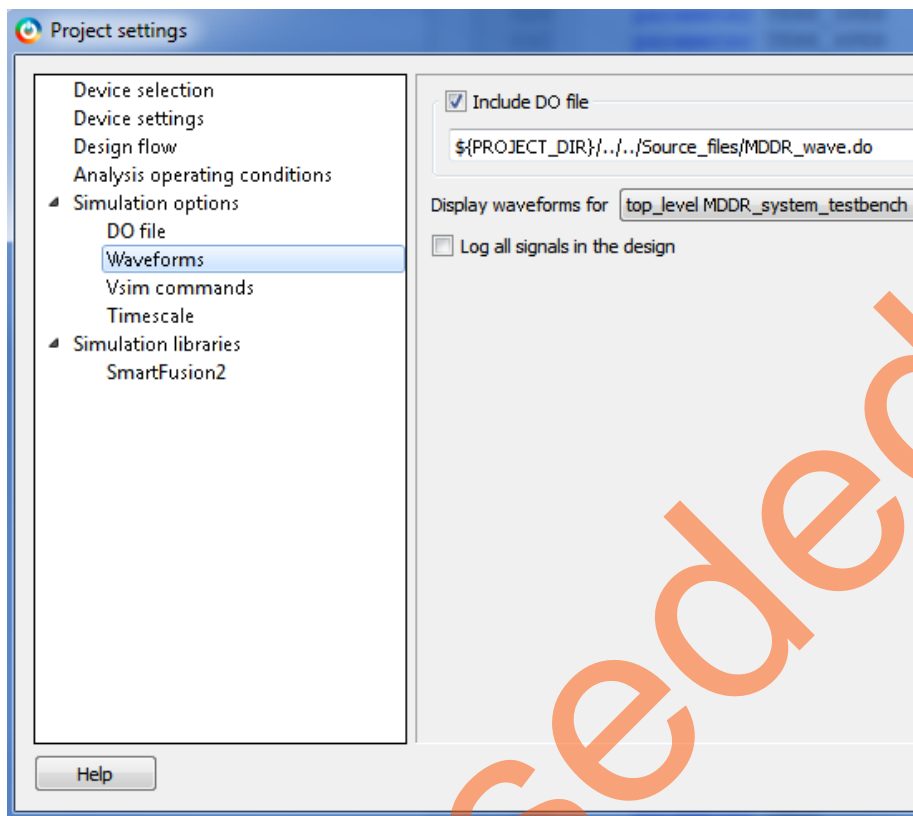 Project settings
Device selection
Device settings
Design flow
Analysis operating conditions
Simulation options
DO file
Waveforms
Vsim commands
Timescale
Simulation libraries
SmartFusion2
Include DO file
${PROJECT_DIR}/../../Source_files/MDDR_wave.do
Display waveforms for top_level MDDR_system_testbench
Log all signals in the design
Help
seded